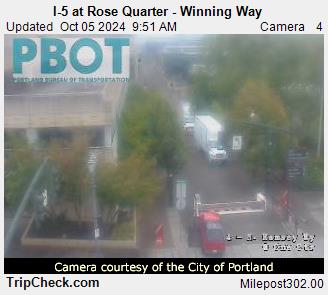 I-5 at Rose Quarter - Winning Way
Updated Oct 05 2024 9:51 AM Camera 4
PBOT
PORTLAND BUREAU OF TRANSPORTATION
Camera courtesy of the City of Portland
TripCheck.com Milepost302.00